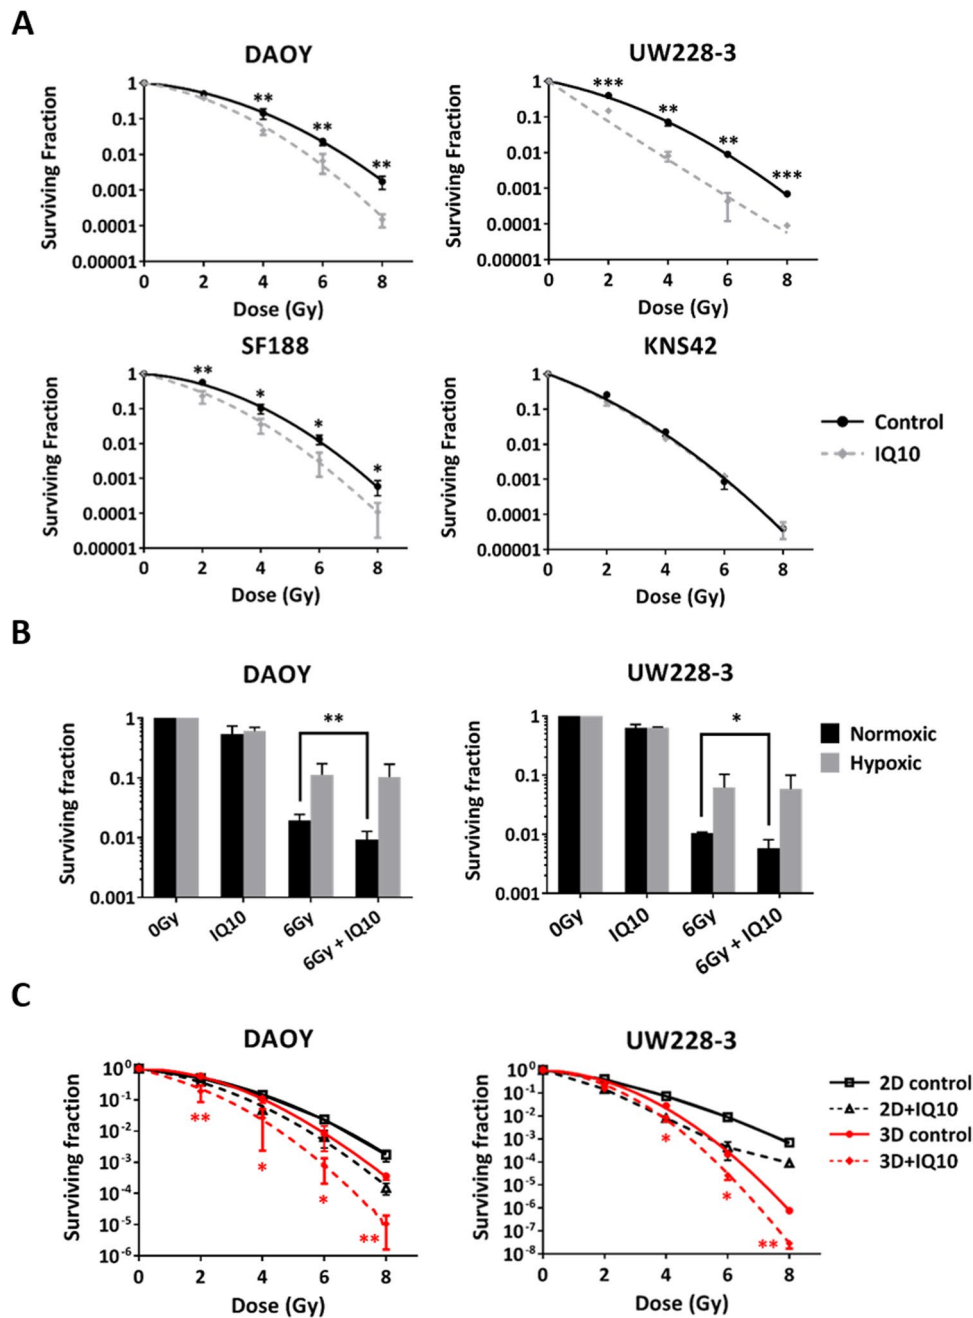 A
DAOY
UW228-3
Surviving Fraction
1
0.1
0.01
0.001
0.0001
0.00001
** ** **
0 2 4 6 8
Dose (Gy)
Surviving Fraction
1
0.1
0.01
0.001
0.0001
0.00001
*** ** ** ***
0 2 4 6 8
Dose (Gy)
SF188
KNS42
Surviving Fraction
1
0.1
0.01
0.001
0.0001
0.00001
** * * *
0 2 4 6 8
Dose (Gy)
Surviving Fraction
1
0.1
0.01
0.001
0.0001
0.00001
0 2 4 6 8
Dose (Gy)
Control
IQ10
B
DAOY
UW228-3
Surviving fraction
1
0.1
0.01
0.001
**
0Gy IQ10 6Gy 6Gy + IQ10
Surviving fraction
1
0.1
0.01
0.001
*
0Gy IQ10 6Gy 6Gy + IQ10
Normoxic
Hypoxic
C
DAOY
UW228-3
Surviving fraction
10⁰
10⁻¹
10⁻²
10⁻³
10⁻⁴
10⁻⁵
10⁻⁶
** * * **
0 2 4 6 8
Dose (Gy)
Surviving fraction
10⁰
10⁻¹
10⁻²
10⁻³
10⁻⁴
10⁻⁵
10⁻⁶
10⁻⁷
10⁻⁸
* * **
0 2 4 6 8
Dose (Gy)
2D control
2D+IQ10
3D control
3D+IQ10